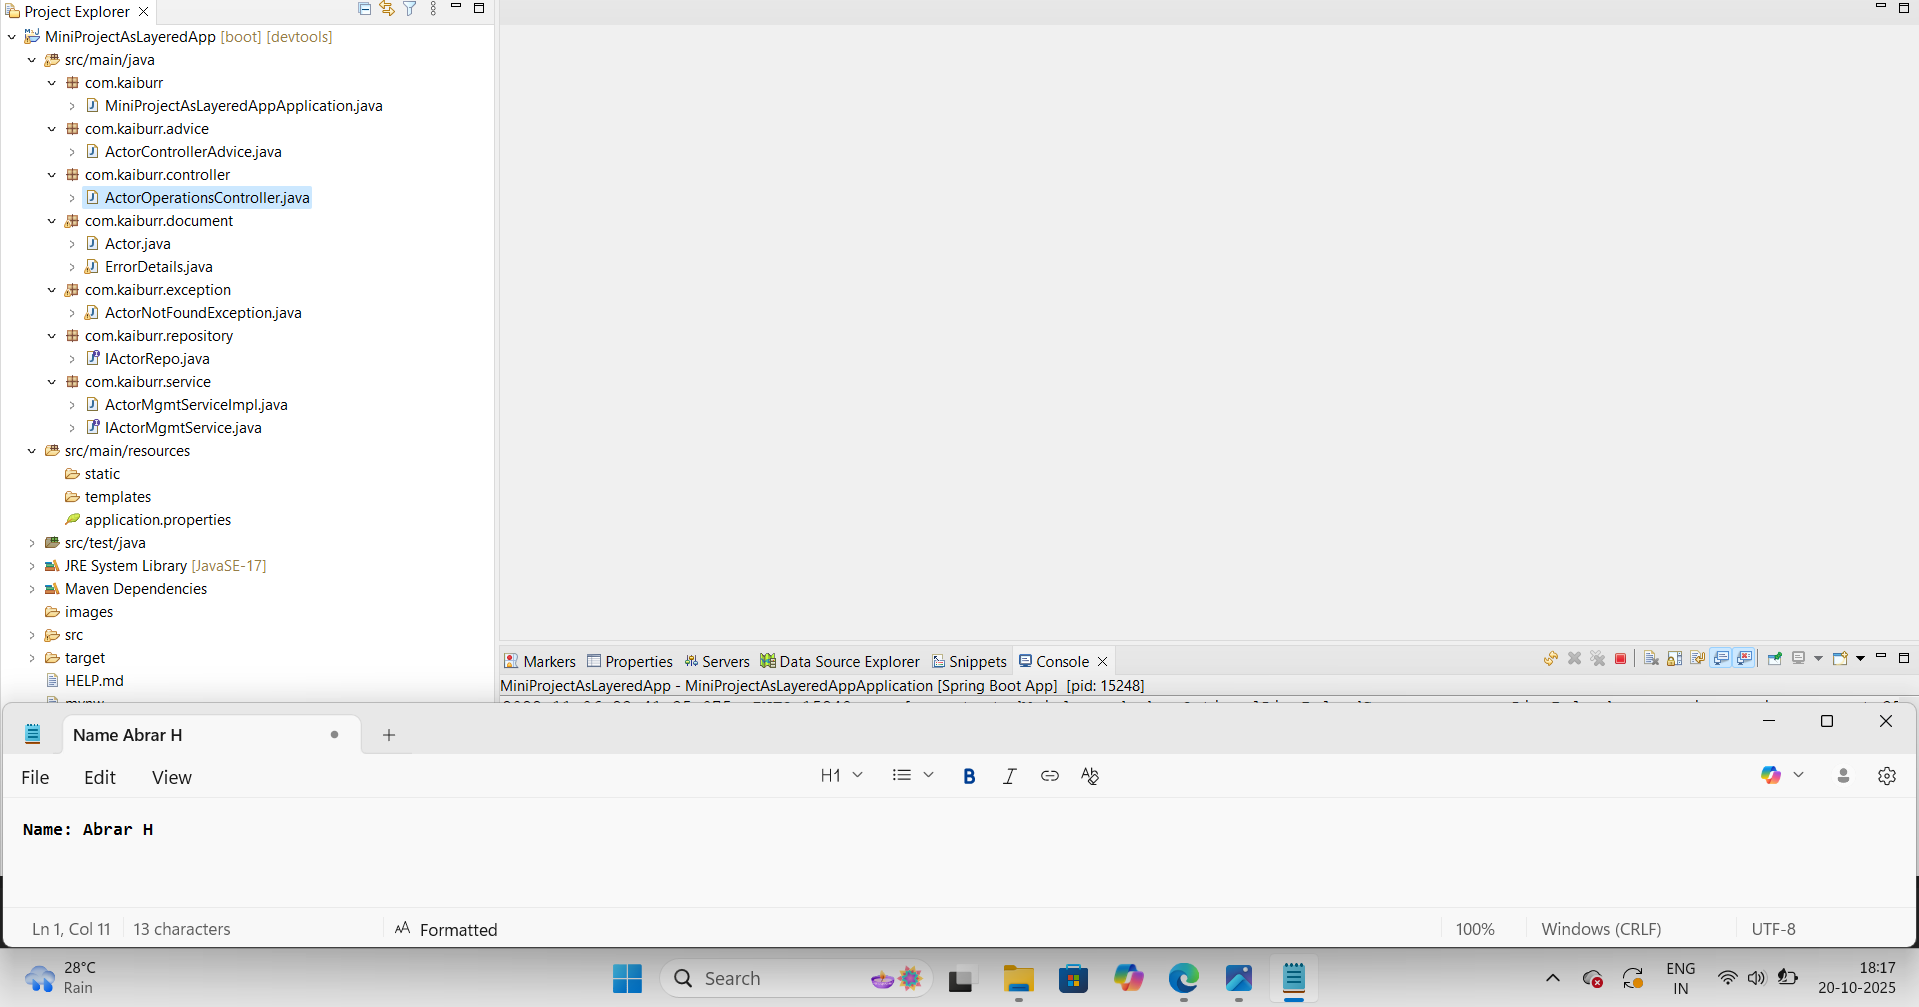 Project Explorer
MiniProjectAsLayeredApp [boot] [devtools]
src/main/java
com.kaiburr
MiniProjectAsLayeredAppApplication.java
com.kaiburr.advice
ActorControllerAdvice.java
com.kaiburr.controller
ActorOperationsController.java
com.kaiburr.document
Actor.java
ErrorDetails.java
com.kaiburr.exception
ActorNotFoundException.java
com.kaiburr.repository
IActorRepo.java
com.kaiburr.service
ActorMgmtServiceImpl.java
IActorMgmtService.java
src/main/resources
static
templates
application.properties
src/test/java
JRE System Library [JavaSE-17]
Maven Dependencies
images
src
target
HELP.md
Markers Properties Servers Data Source Explorer Snippets Console
MiniProjectAsLayeredApp - MiniProjectAsLayeredAppApplication [Spring Boot App] [pid: 15248]
Name Abrar H
File Edit View
H1
B I
Name: Abrar H
Ln 1, Col 11 13 characters
Formatted
100%
Windows (CRLF)
UTF-8
28°C
Rain
Search
ENG
IN
18:17
20-10-2025